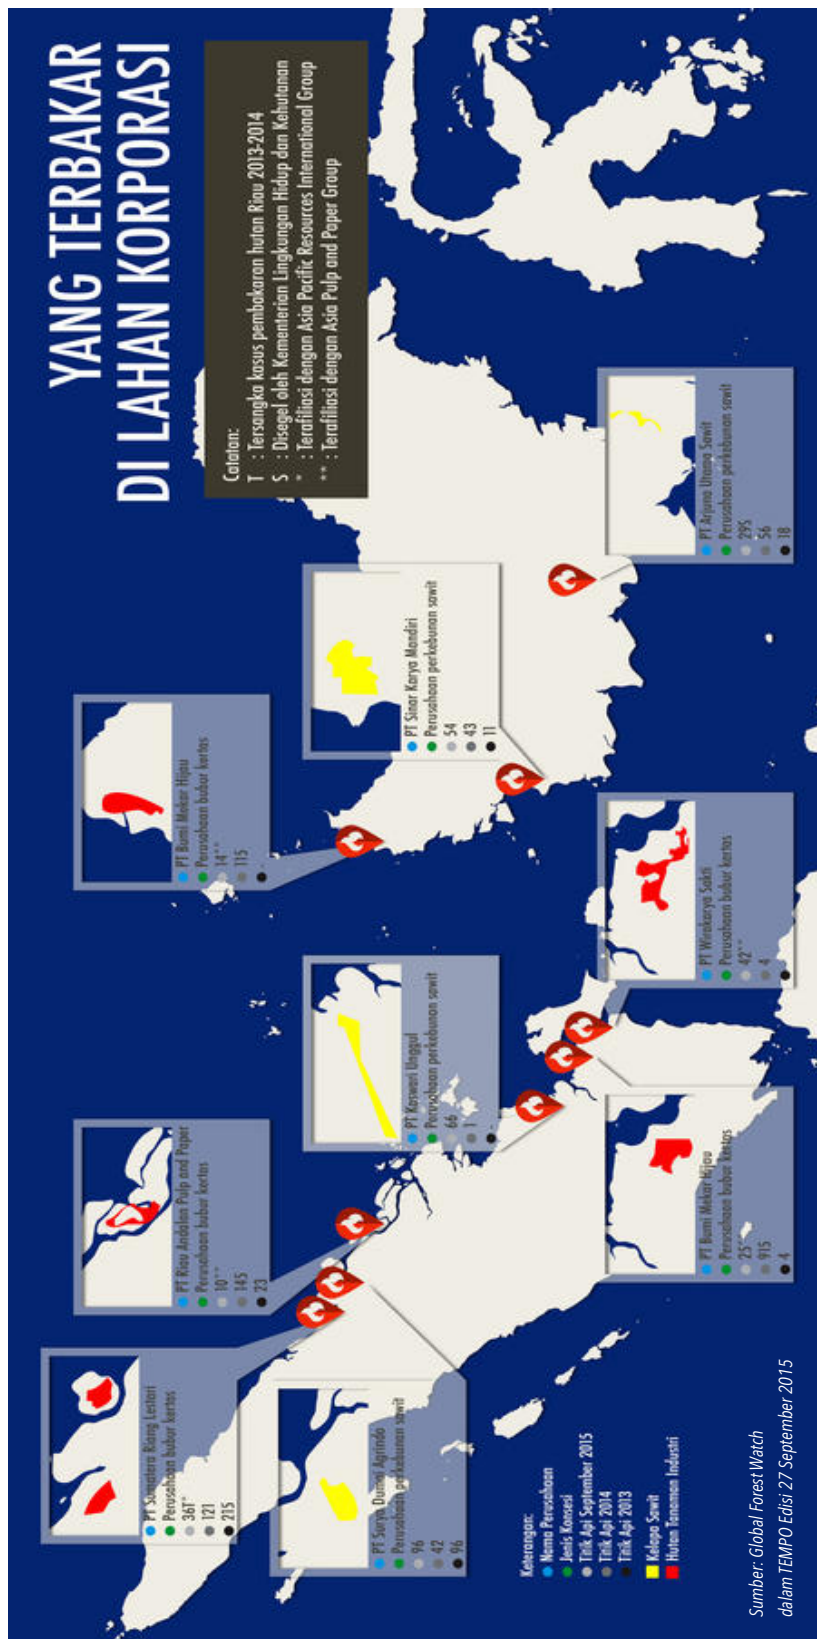 YANG TERBAKAR
DI LAHAN KORPORASI
Catatan:
T : Tersangka kasus pembakaran hutan Riau 2013-2014
S : Disegel oleh Kementerian Lingkungan Hidup dan Kehutanan
* : Terafiliasi dengan Asia Pacific Resources International Group
** : Terafiliasi dengan Asia Pulp and Paper Group
PT Sumatera Riang Lestari
Perusahaan bubur kertas
36T*
121
215
PT Riau Andalan Pulp and Paper
Perusahaan bubur kertas
10**
145
23
PT Bumi Mekar Hijau
Perusahaan bubur kertas
14**
115
-
PT Surya Dumai Agrindo
Perusahaan perkebunan sawit
96
42
96
PT Kaswari Unggul
Perusahaan perkebunan sawit
66
1
-
PT Sinar Karya Mandiri
Perusahaan perkebunan sawit
54
43
11
PT Bumi Mekar Hijau
Perusahaan bubur kertas
25**
915
4
PT Wirakarya Sakti
Perusahaan bubur kertas
42**
4
-
PT Arjuna Utama Sawit
Perusahaan perkebunan sawit
29S
56
18
Keterangan:
Nama Perusahaan
Jenis Konsesi
Titik Api September 2015
Titik Api 2014
Titik Api 2013
Kelapa Sawit
Hutan Tanaman Industri
Sumber: Global Forest Watch
dalam TEMPO Edisi 27 September 2015